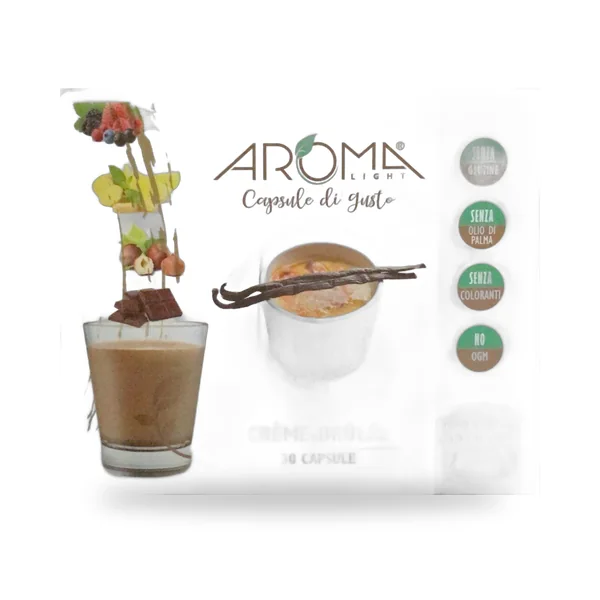 AROMA®
LIGHT
Capsule di gusto
SENZA
GLUTINE
SENZA
OLIO DI
PALMA
SENZA
COLORANTI
NO
OGM
CRÈME BRÛLÉE
30 CAPSULE